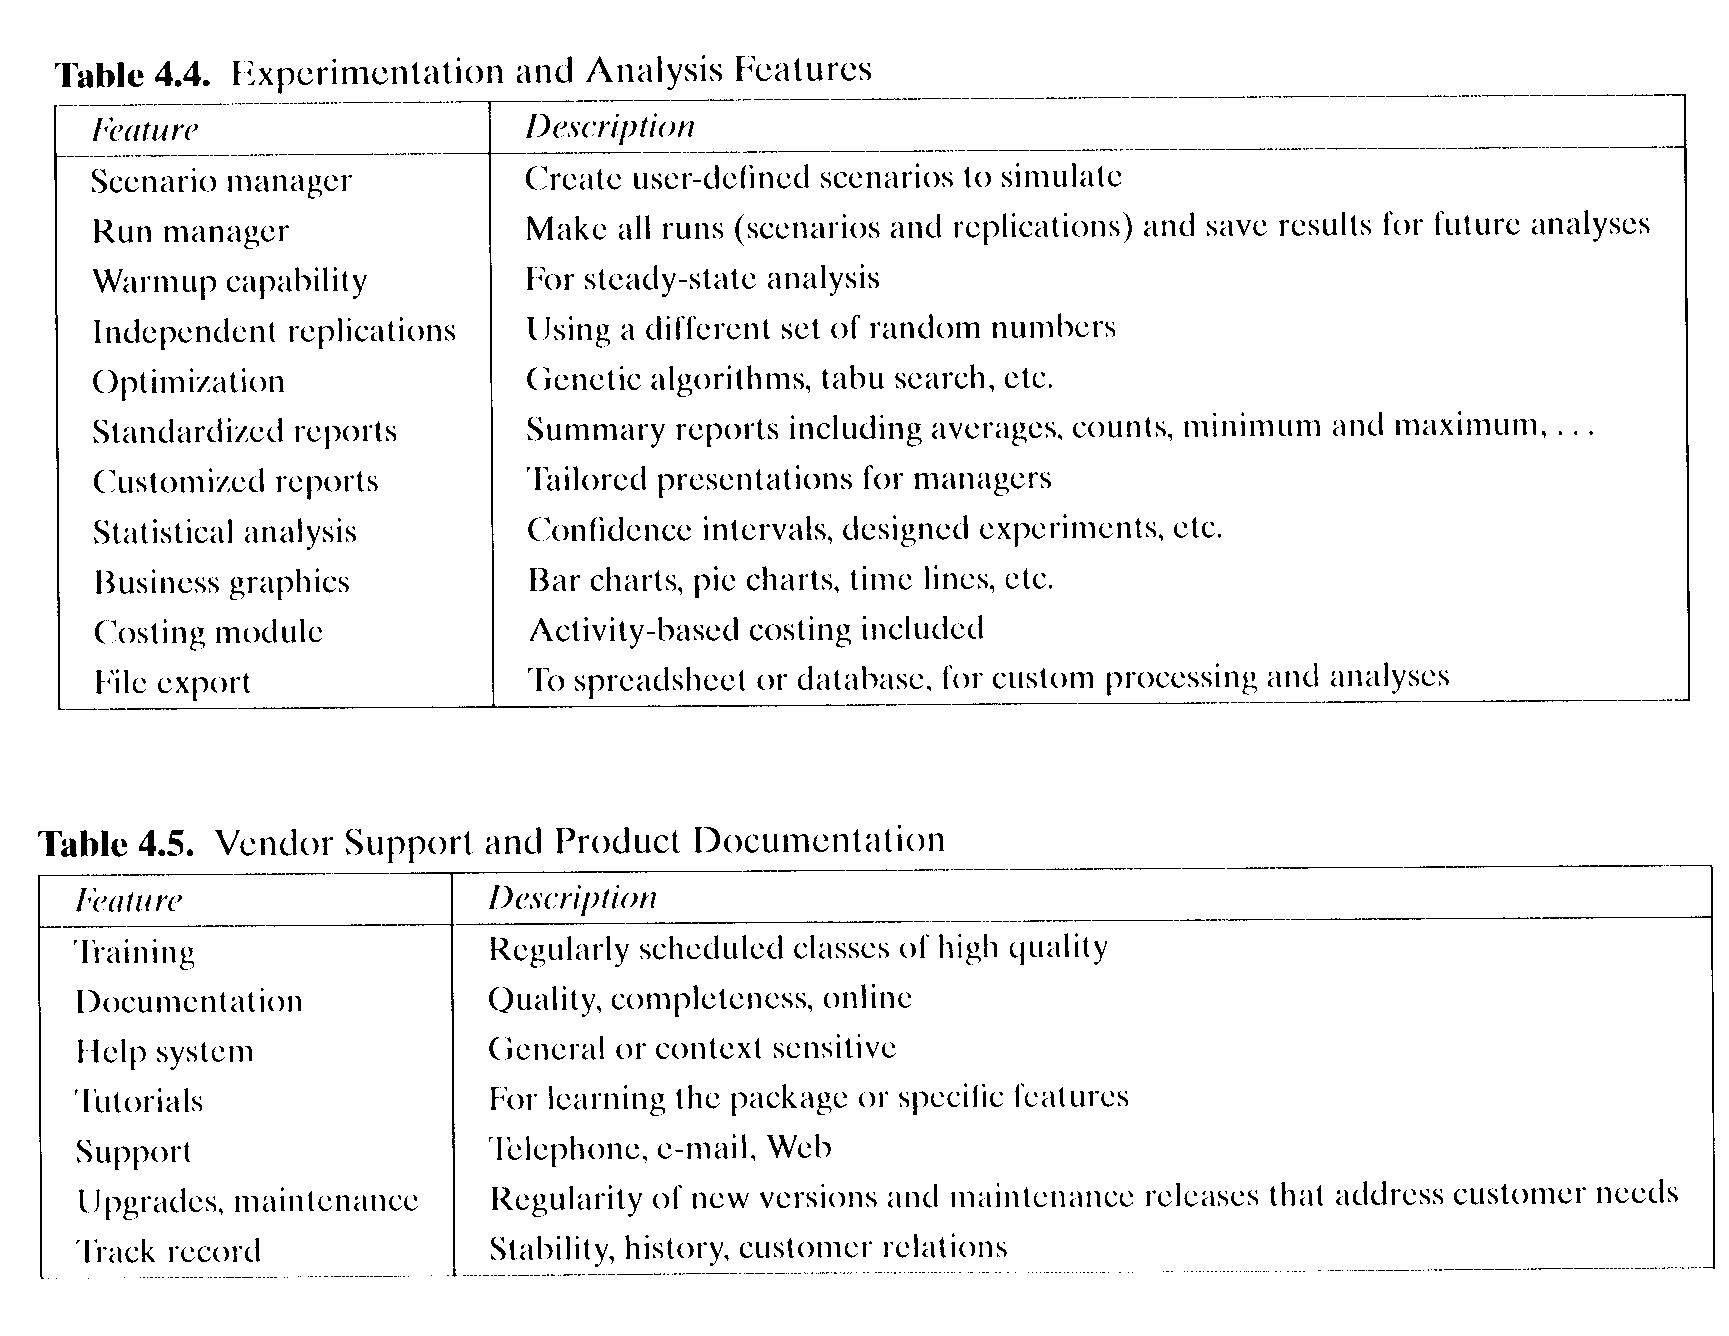 Table 4.4. Experimentation and Analysis Features
Feature Description
Scenario manager Create user-defined scenarios to simulate
Run manager Make all runs (scenarios and replications) and save results for future analyses
Warmup capability For steady-state analysis
Independent replications Using a different set of random numbers
Optimization Genetic algorithms, tabu search, etc.
Standardized reports Summary reports including averages, counts, minimum and maximum, . . .
Customized reports Tailored presentations for managers
Statistical analysis Confidence intervals, designed experiments, etc.
Business graphics Bar charts, pie charts, time lines, etc.
Costing module Activity-based costing included
File export To spreadsheet or database, for custom processing and analyses
Table 4.5. Vendor Support and Product Documentation
Feature Description
Training Regularly scheduled classes of high quality
Documentation Quality, completeness, online
Help system General or context sensitive
Tutorials For learning the package or specific features
Support Telephone, e-mail, Web
Upgrades, maintenance Regularity of new versions and maintenance releases that address customer needs
Track record Stability, history, customer relations